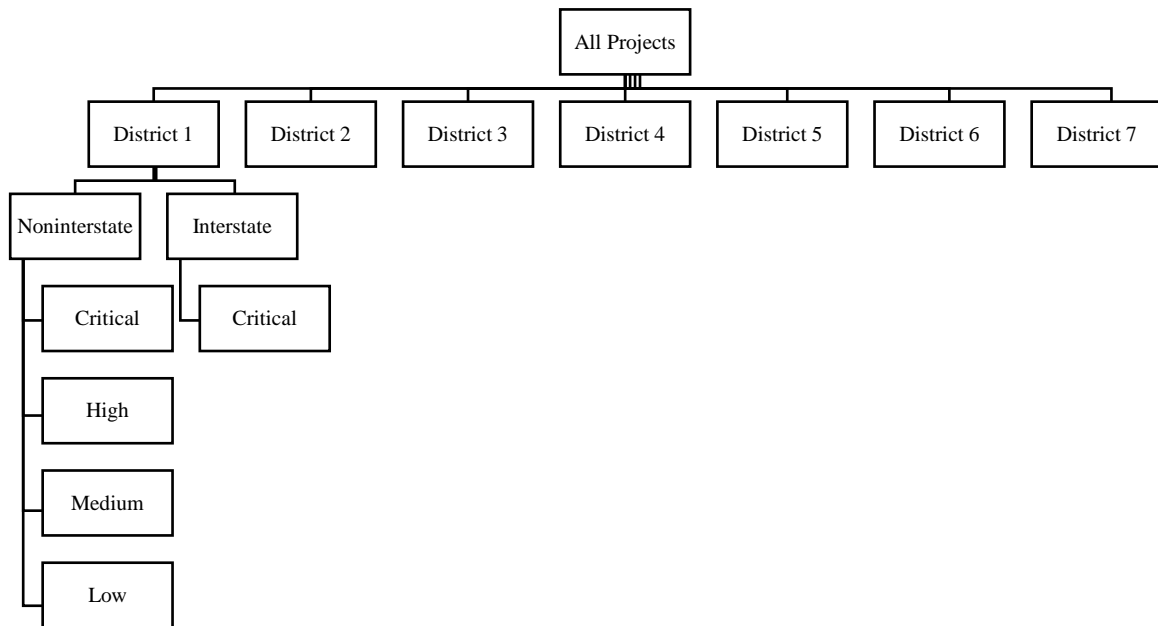 All Projects
District 1
District 2
District 3
District 4
District 5
District 6
District 7
Noninterstate
Interstate
Critical
Critical
High
Medium
Low